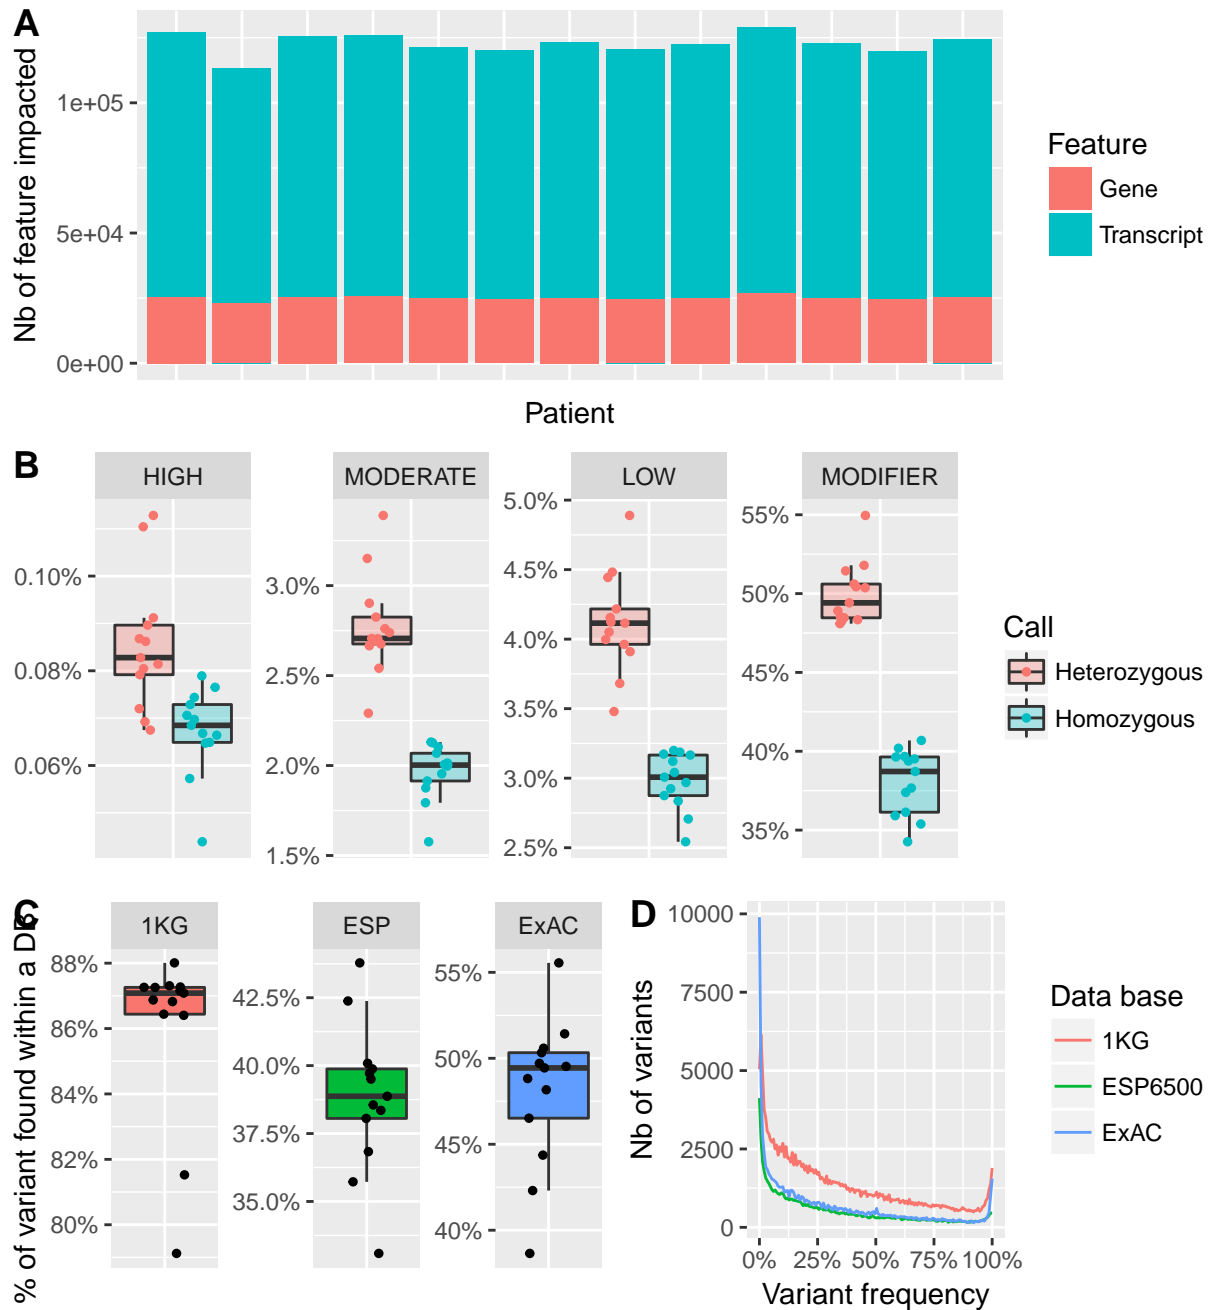 A
Nb of feature impacted
1e+05
5e+04
0e+00
Patient
Feature
Gene
Transcript
B
HIGH
MODERATE
LOW
MODIFIER
0.10%
0.08%
0.06%
3.0%
2.5%
2.0%
1.5%
5.0%
4.5%
4.0%
3.5%
3.0%
2.5%
55%
50%
45%
40%
35%
Call
Heterozygous
Homozygous
C
% of variant found within a DB
1KG
ESP
ExAC
88%
86%
84%
82%
80%
42.5%
40.0%
37.5%
35.0%
55%
50%
45%
40%
D
Nb of variants
10000
7500
5000
2500
0
0%
25%
50%
75%
100%
Variant frequency
Data base
1KG
ESP6500
ExAC